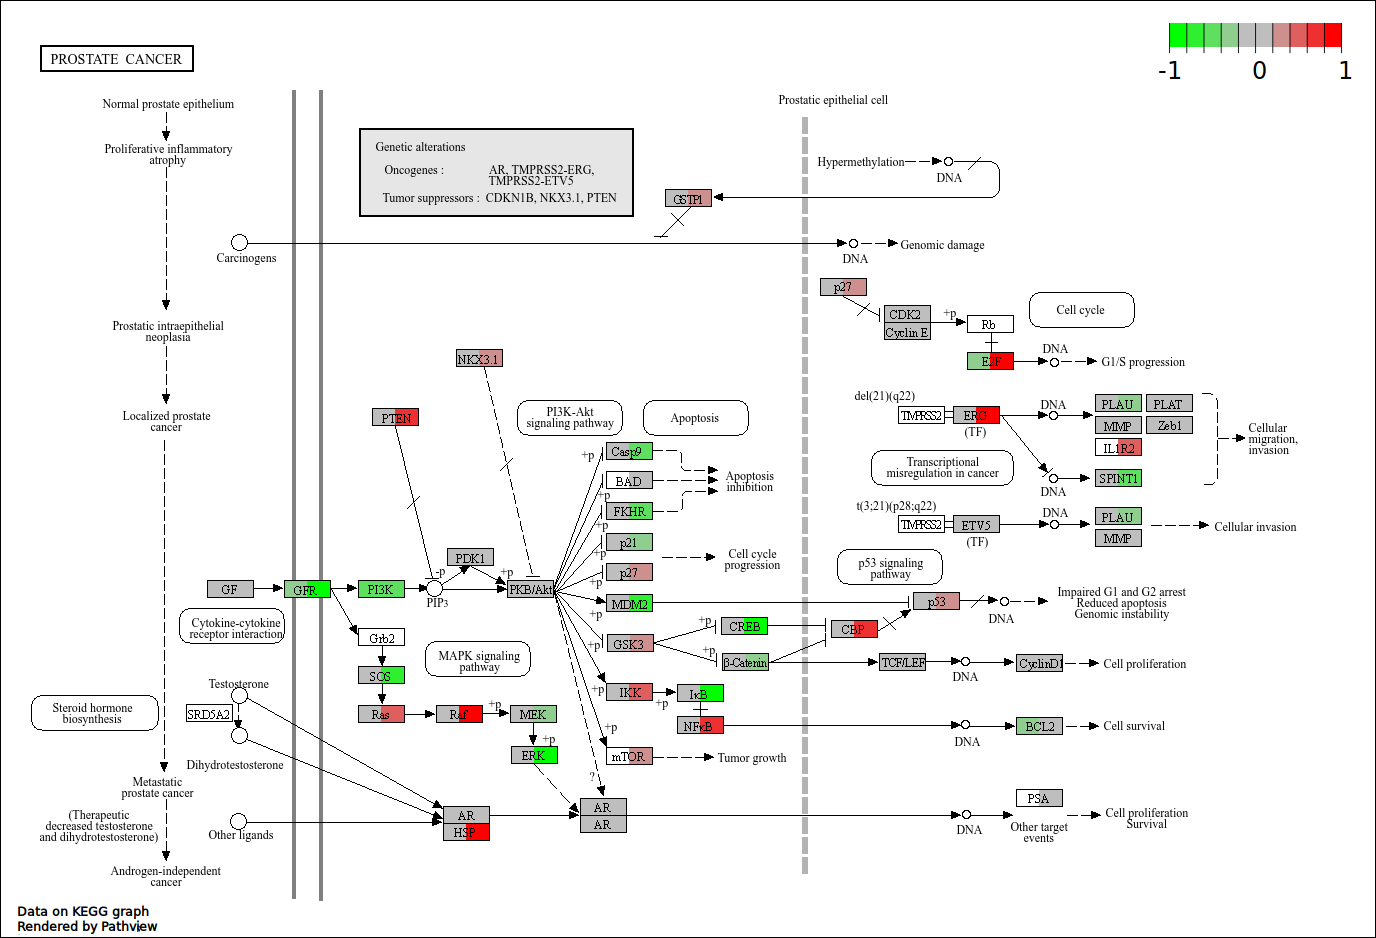 PROSTATE CANCER
-1 0 1
Normal prostate epithelium
Proliferative inflammatory
atrophy
Prostatic intraepithelial
neoplasia
Localized prostate
cancer
Metastatic
prostate cancer
(Therapeutic
decreased testosterone
and dihydrotestosterone)
Androgen-independent
cancer
Genetic alterations
Oncogenes : AR, TMPRSS2-ERG,
TMPRSS2-ETV5
Tumor suppressors : CDKN1B, NKX3.1, PTEN
Prostatic epithelial cell
Hypermethylation
DNA
GSTP1
Carcinogens
DNA
Genomic damage
p27
CDK2
Cyclin E
+p
Rb
Cell cycle
E2F
DNA
G1/S progression
NKX3.1
PTEN
PI3K-Akt
signaling pathway
Apoptosis
del(21)(q22)
TMPRSS2
ERG
(TF)
DNA
PLAU
PLAT
MMP
Zeb1
IL1R2
SPINT1
DNA
Cellular
migration,
invasion
Transcriptional
misregulation in cancer
t(3;21)(p28;q22)
TMPRSS2
ETV5
(TF)
DNA
PLAU
MMP
Cellular invasion
+p
Casp9
BAD
+p
FKHR
+p
p21
+p
p27
+p
MDM2
+p
GSK3
+p
IKK
+p
mTOR
+p
Apoptosis
inhibition
Cell cycle
progression
Tumor growth
GF
GFR
PI3K
PIP3
-p
PDK1
+p
PKB/Akt
p53 signaling
pathway
p53
DNA
Impaired G1 and G2 arrest
Reduced apoptosis
Genomic instability
Cytokine-cytokine
receptor interaction
Grb2
SOS
Ras
Raf
+p
MEK
+p
ERK
MAPK signaling
pathway
+p
CREB
CBP
+p
β-Catenin
TCF/LEF
DNA
CyclinD1
Cell proliferation
+p
IκB
NFκB
DNA
BCL2
Cell survival
Steroid hormone
biosynthesis
Testosterone
SRD5A2
Dihydrotestosterone
Other ligands
AR
HSP
?
AR
AR
DNA
PSA
Other target
events
Cell proliferation
Survival
Data on KEGG graph
Rendered by Pathview